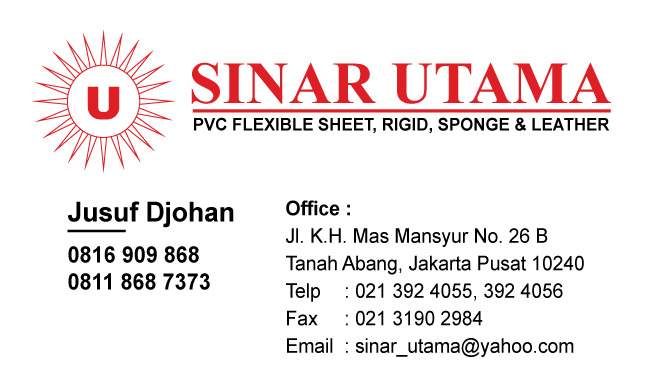 U
SINAR UTAMA
PVC FLEXIBLE SHEET, RIGID, SPONGE & LEATHER
Jusuf Djohan
0816 909 868
0811 868 7373
Office :
Jl. K.H. Mas Mansyur No. 26 B
Tanah Abang, Jakarta Pusat 10240
Telp : 021 392 4055, 392 4056
Fax : 021 3190 2984
Email : sinar_utama@yahoo.com